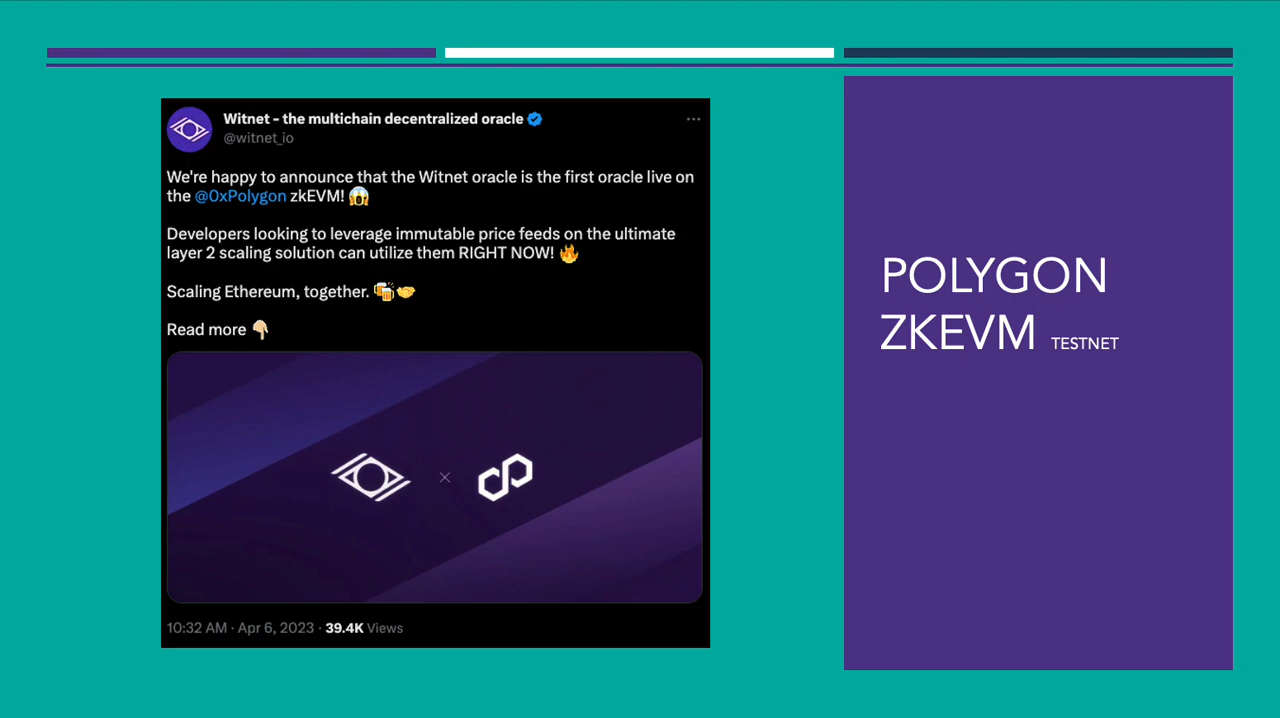 Witnet - the multichain decentralized oracle
@witnet_io
We're happy to announce that the Witnet oracle is the first oracle live on
the @0xPolygon zkEVM! 😱
Developers looking to leverage immutable price feeds on the ultimate
layer 2 scaling solution can utilize them RIGHT NOW! 🔥
Scaling Ethereum, together. 🍻🤝
Read more 👇🏼
10:32 AM · Apr 6, 2023 · 39.4K Views
POLYGON
ZKEVM TESTNET